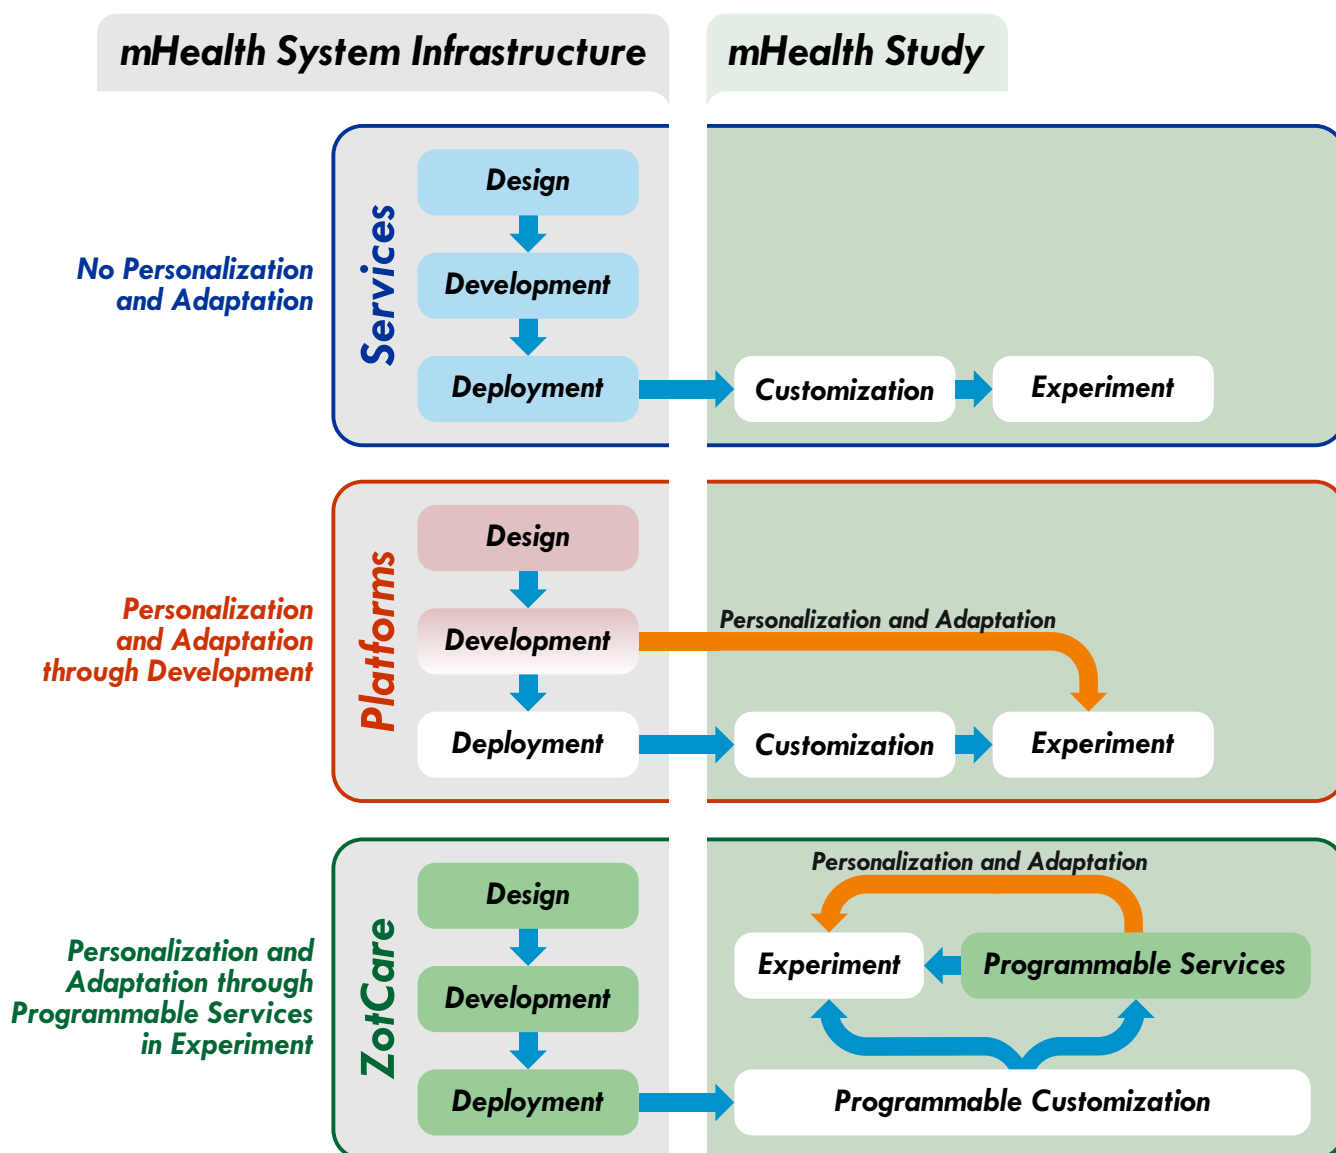 mHealth System Infrastructure
mHealth Study
No Personalization
and Adaptation
Services
Design
Development
Deployment
Customization
Experiment
Personalization
and Adaptation
through Development
Platforms
Design
Development
Personalization and Adaptation
Deployment
Customization
Experiment
Personalization and
Adaptation through
Programmable Services
in Experiment
ZotCare
Design
Development
Deployment
Personalization and Adaptation
Experiment
Programmable Services
Programmable Customization